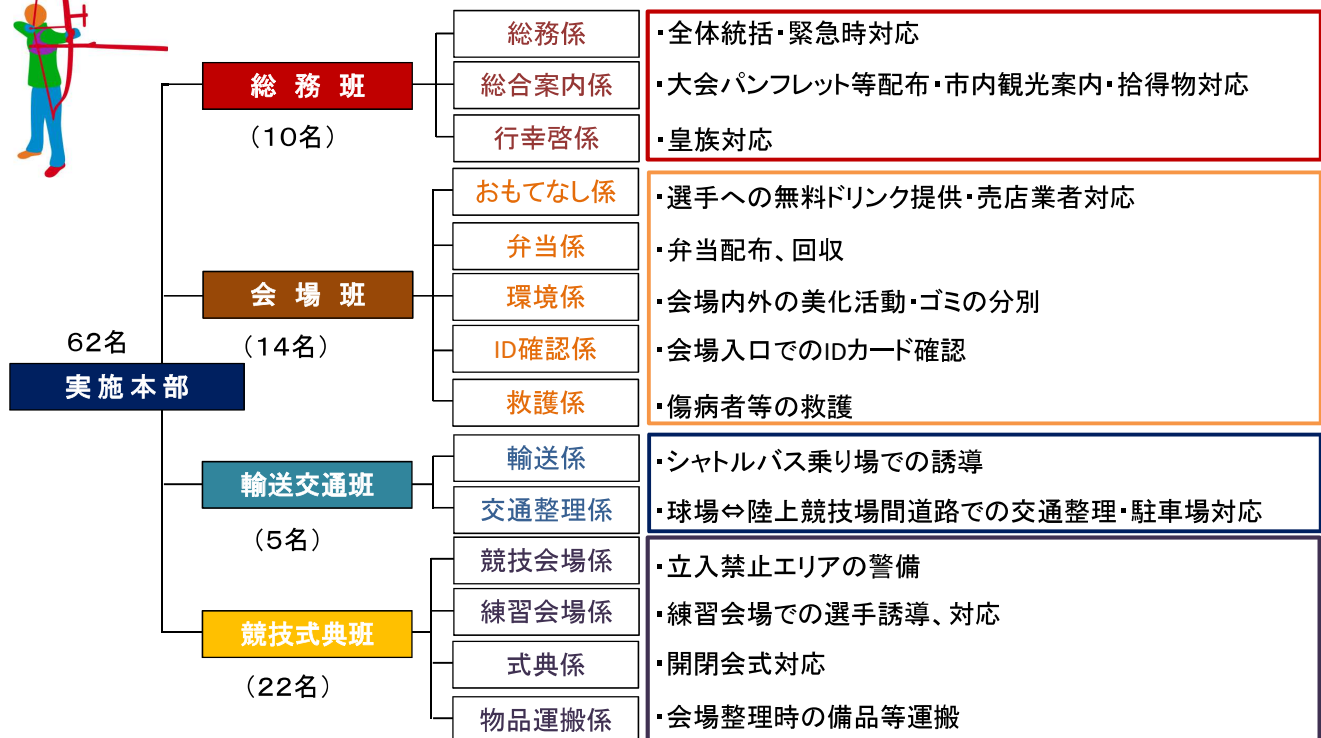 62名
実施本部
総務班
（10名）
総務係
・全体統括・緊急時対応
総合案内係
・大会パンフレット等配布・市内観光案内・拾得物対応
行幸啓係
・皇族対応
会場班
（14名）
おもてなし係
・選手への無料ドリンク提供・売店業者対応
弁当係
・弁当配布、回収
環境係
・会場内外の美化活動・ゴミの分別
ID確認係
・会場入口でのIDカード確認
救護係
・傷病者等の救護
輸送交通班
（5名）
輸送係
・シャトルバス乗り場での誘導
交通整理係
・球場⇔陸上競技場間道路での交通整理・駐車場対応
競技式典班
（22名）
競技会場係
・立入禁止エリアの警備
練習会場係
・練習会場での選手誘導、対応
式典係
・開閉会式対応
物品運搬係
・会場整理時の備品等運搬